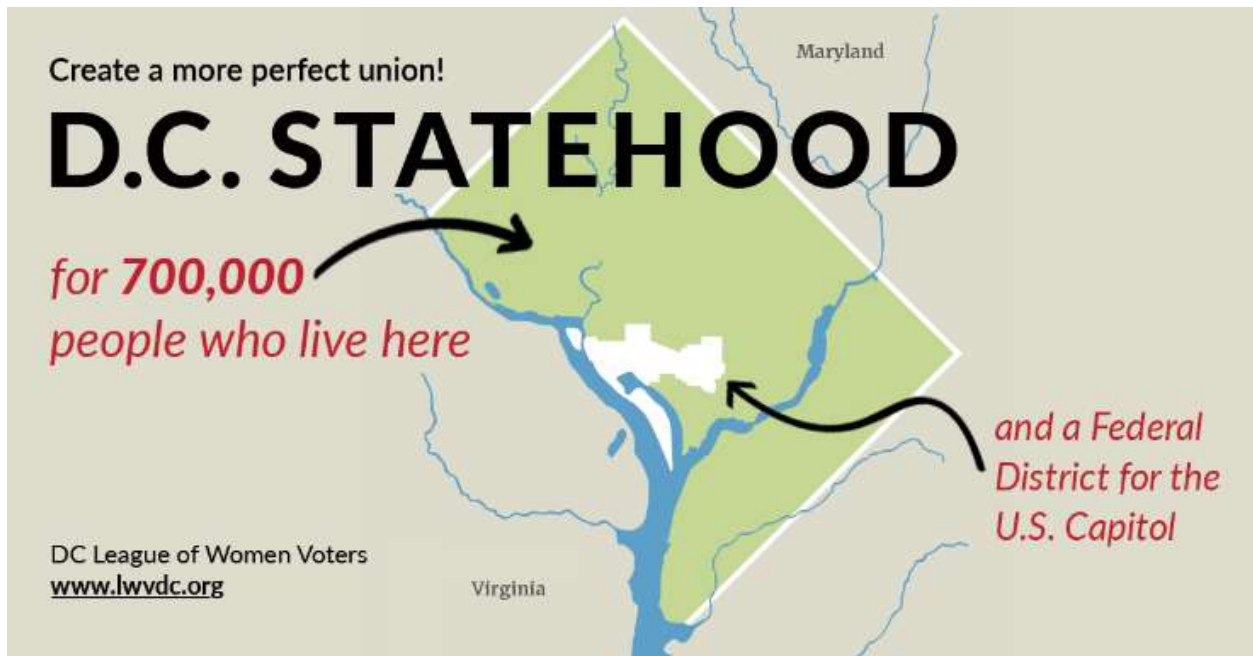 Maryland
Create a more perfect union!
D.C. STATEHOOD
for 700,000
people who live here
and a Federal
District for the
U.S. Capitol
DC League of Women Voters
www.lwvdc.org
Virginia